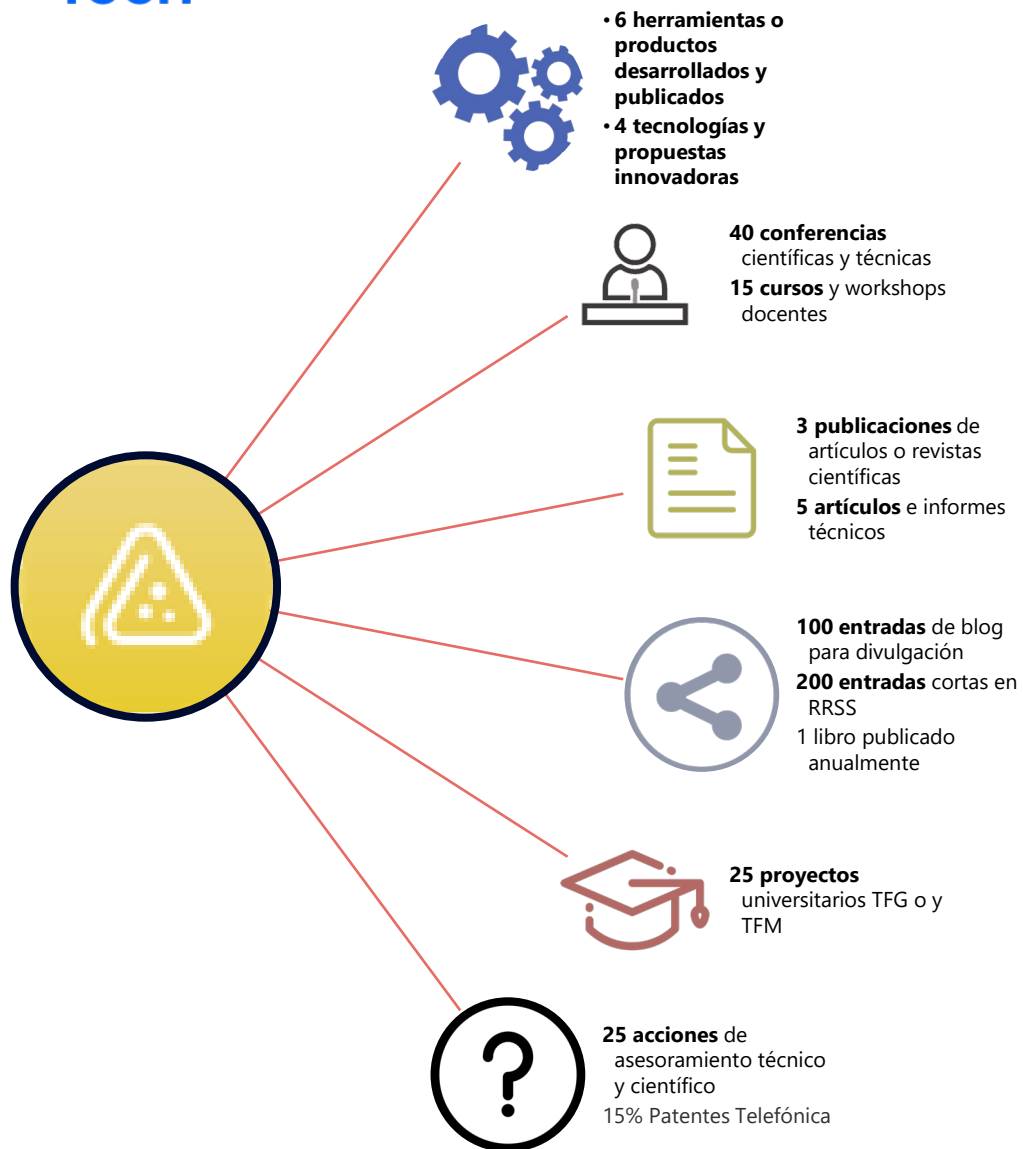 • 6 herramientas o
productos
desarrollados y
publicados
• 4 tecnologías y
propuestas
innovadoras
40 conferencias
científicas y técnicas
15 cursos y workshops
docentes
3 publicaciones de
artículos o revistas
científicas
5 artículos e informes
técnicos
100 entradas de blog
para divulgación
200 entradas cortas en
RRSS
1 libro publicado
anualmente
25 proyectos
universitarios TFG o y
TFM
25 acciones de
asesoramiento técnico
y científico
15% Patentes Telefónica